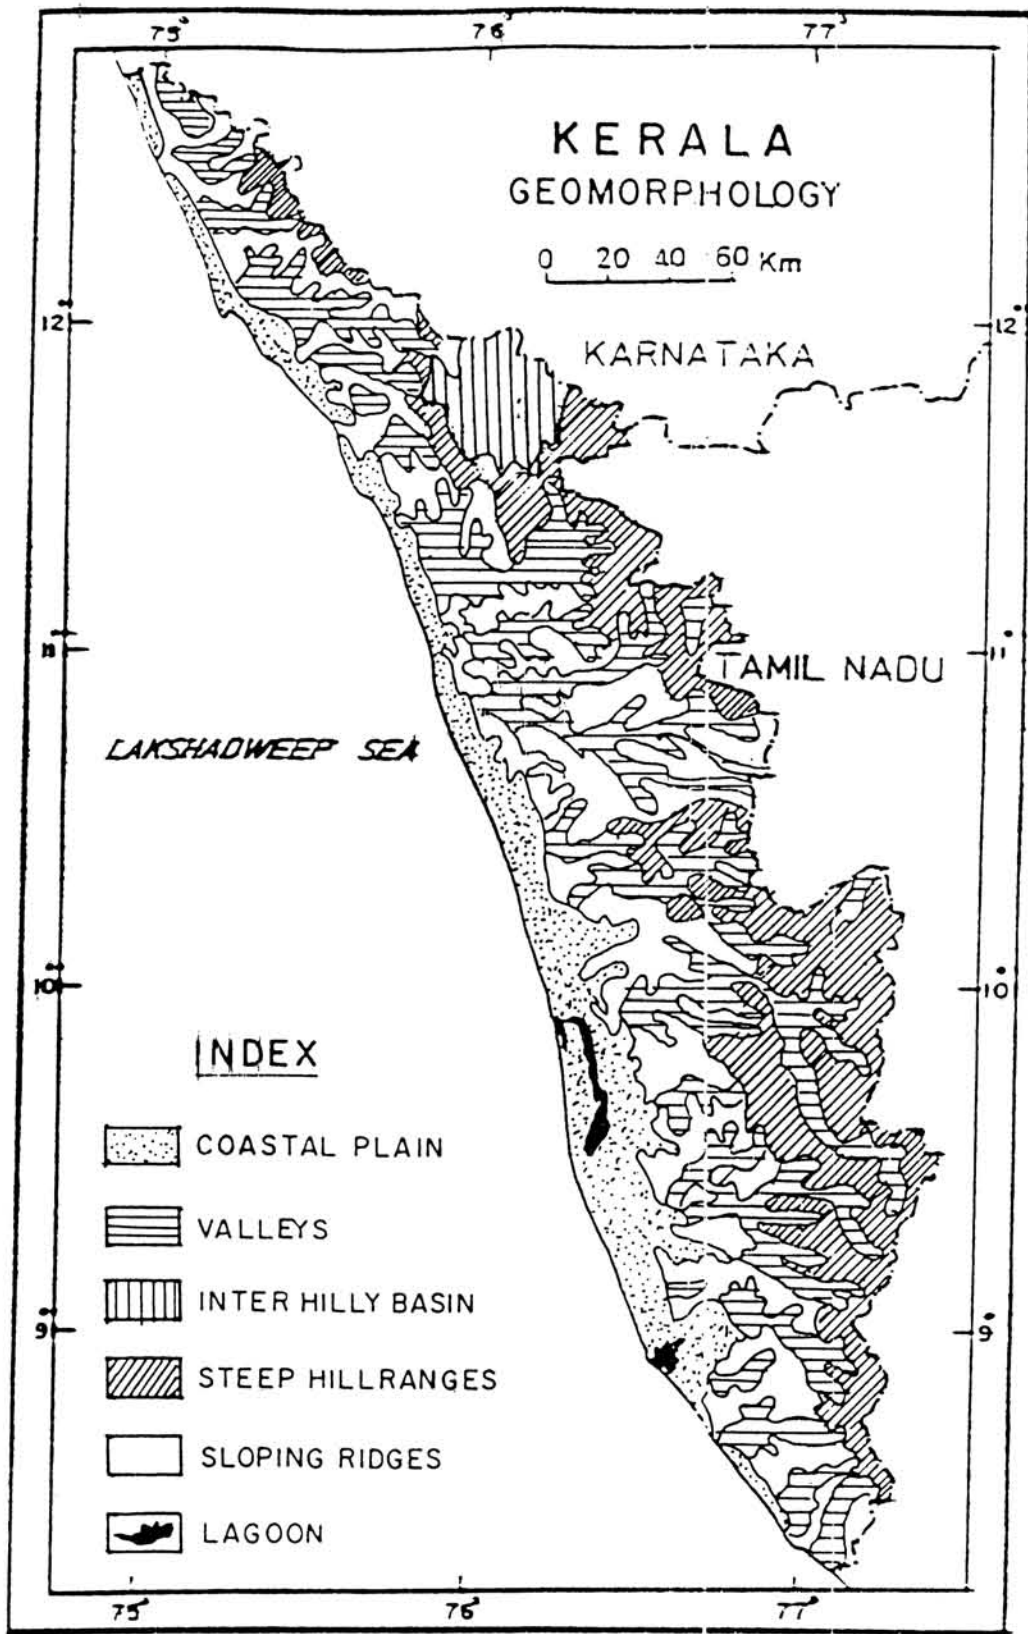 75° 76° 77°
KERALA
GEOMORPHOLOGY
0 20 40 60 Km
12° 12°
KARNATAKA
11° 11°
TAMIL NADU
LAKSHADWEEP SEA
10° 10°
INDEX
COASTAL PLAIN
VALLEYS
INTER HILLY BASIN
9° 9°
STEEP HILLRANGES
SLOPING RIDGES
LAGOON
75° 76° 77°